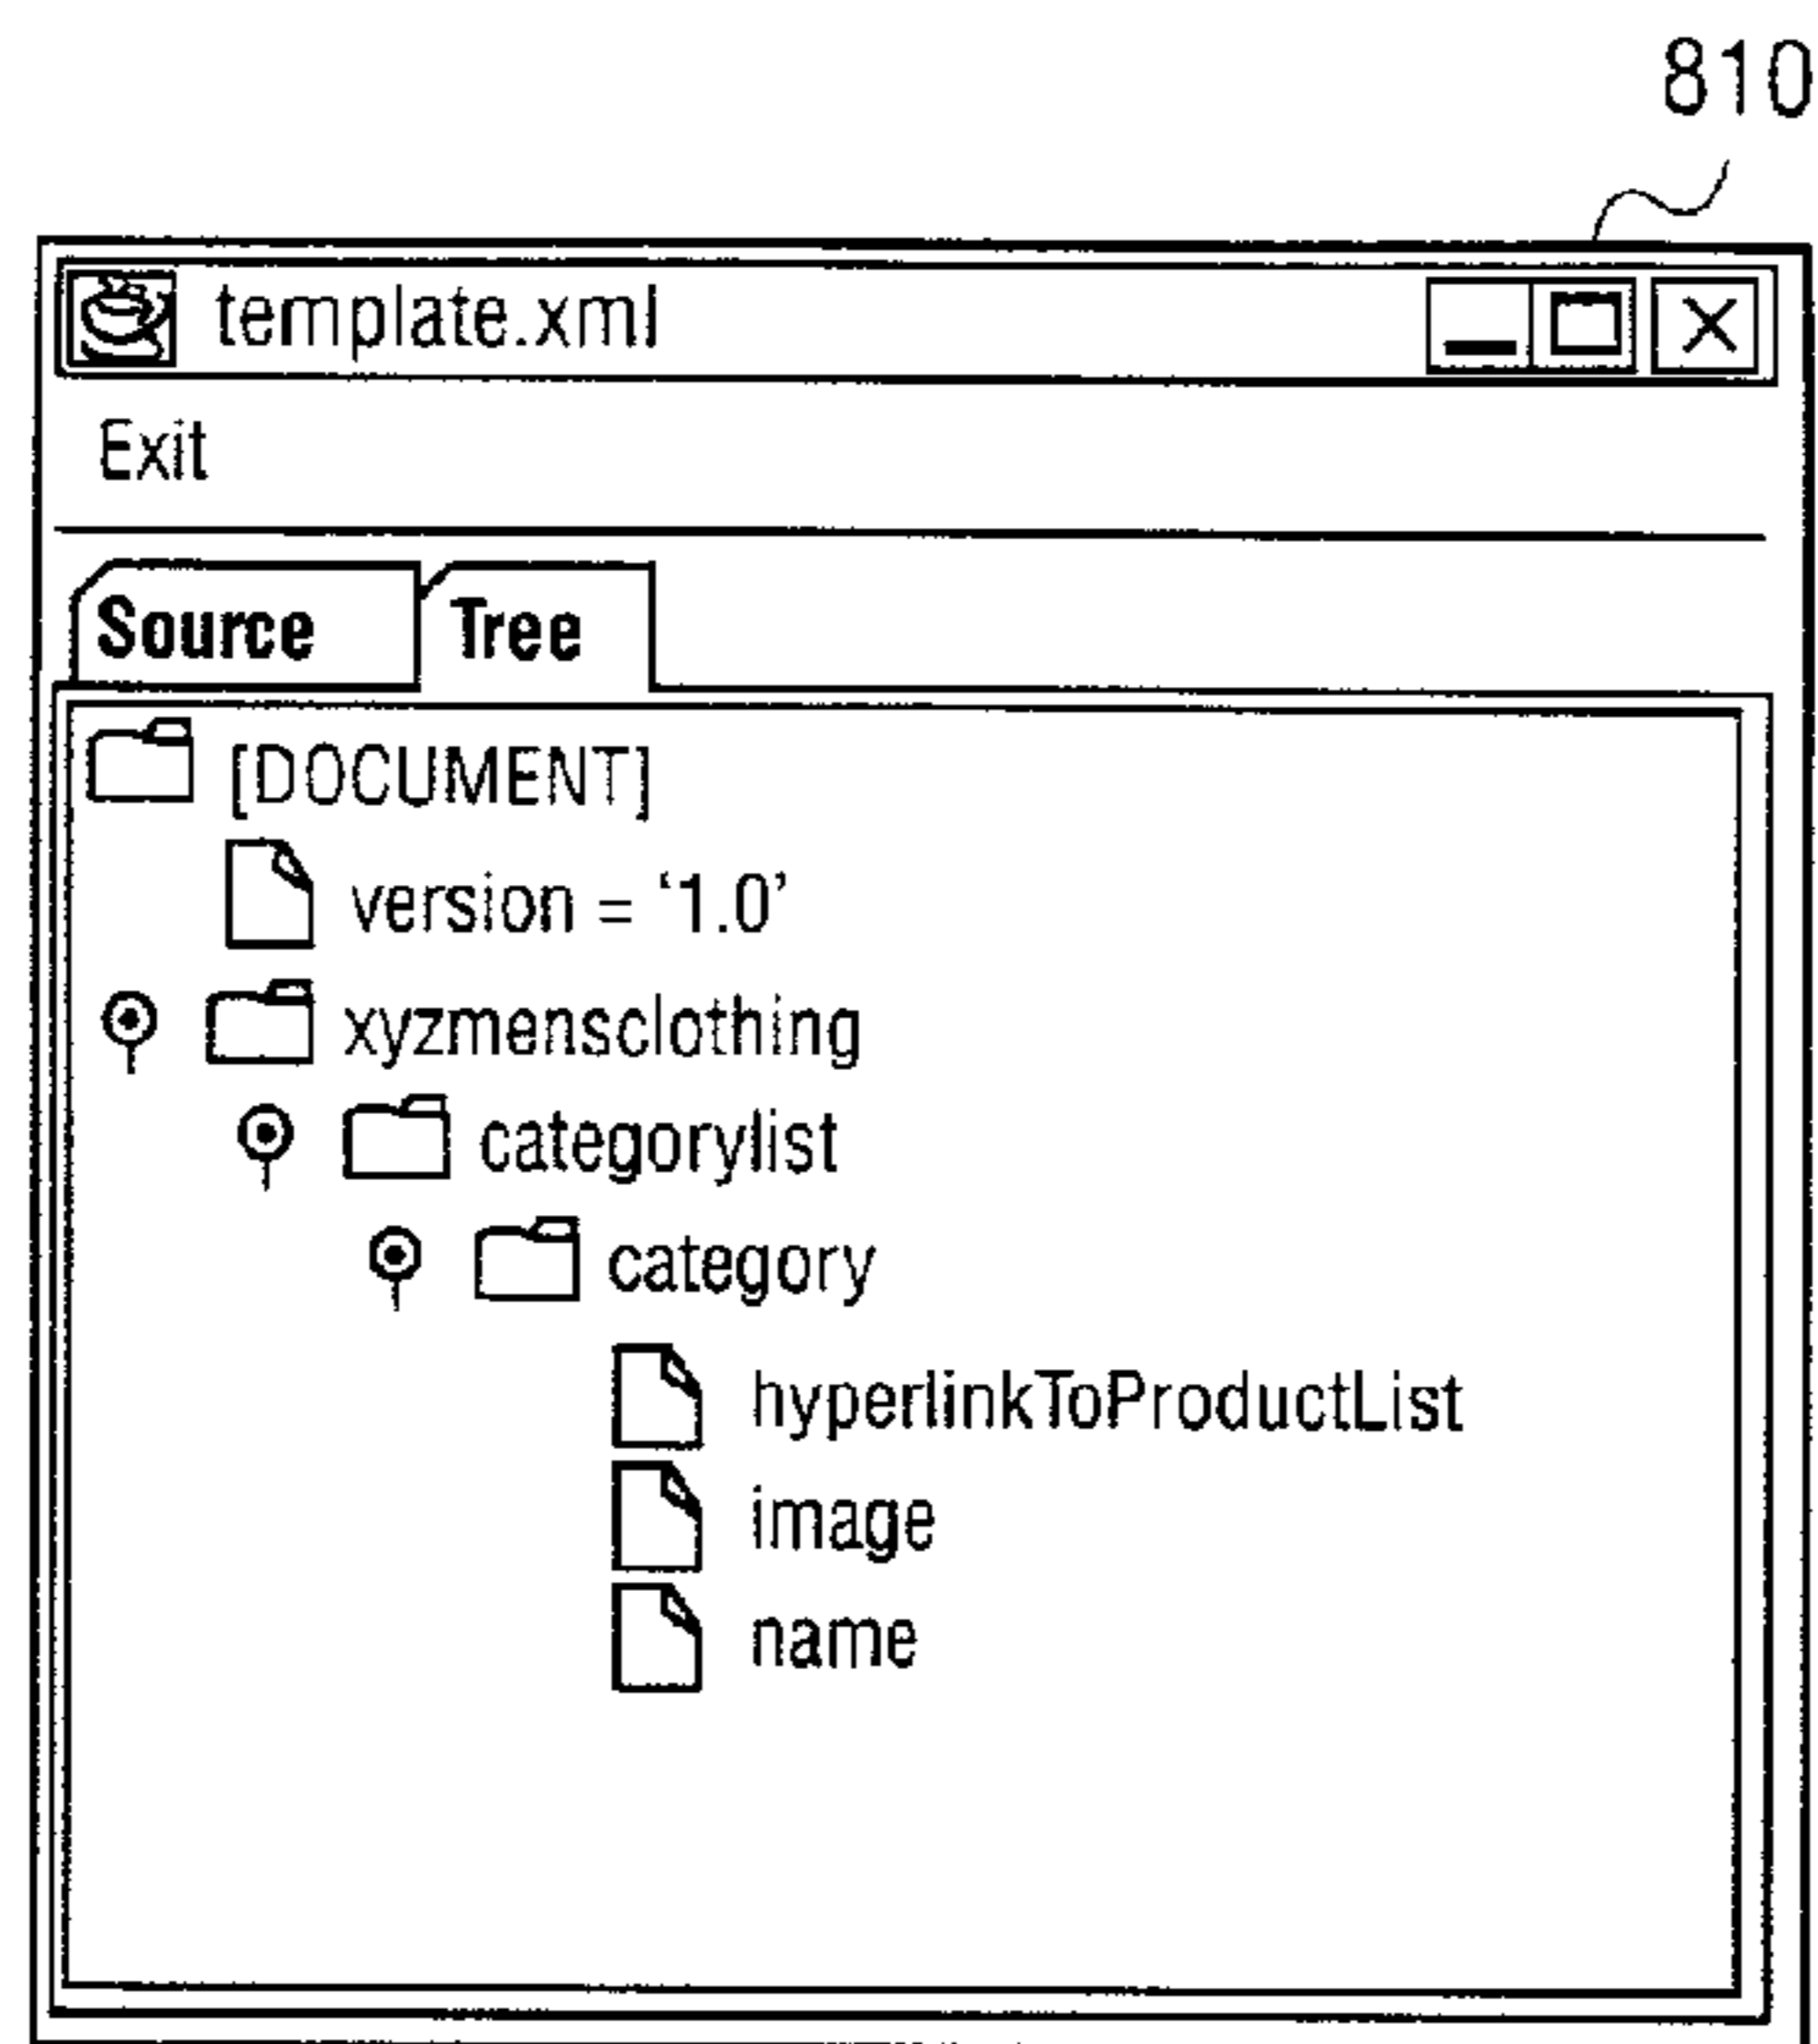 810
template.xml
Exit
Source Tree
[DOCUMENT]
version = ‘1.0’
xyzmensclothing
categorylist
category
hyperlinkToProductList
image
name